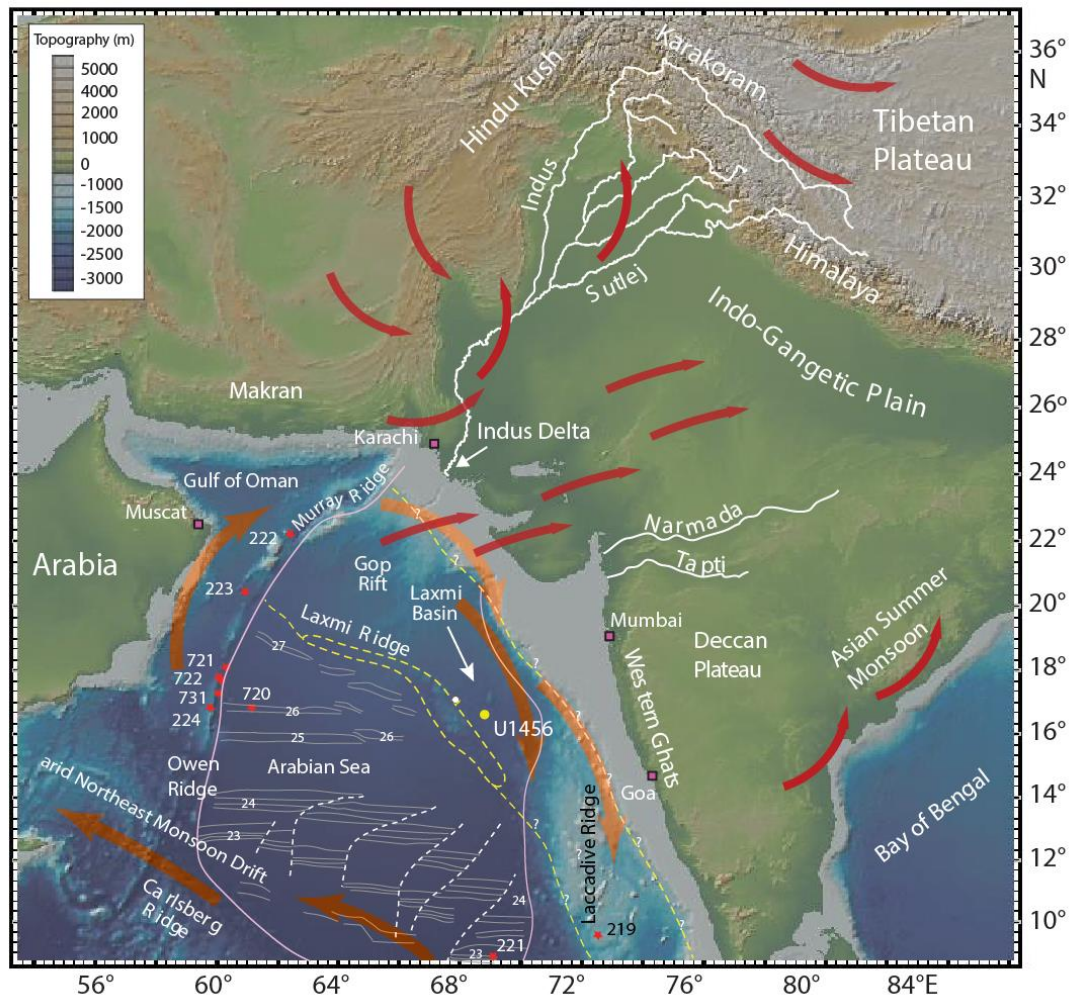 Topography (m)
5000
4000
3000
2000
1000
0
-1000
-1500
-2000
-2500
-3000
36°
N
34°
32°
30°
28°
26°
24°
22°
20°
18°
16°
14°
12°
10°
Karakoram
Hindu Kush
Tibetan
Plateau
Indus
Himalaya
Sutlej
Indo-Gangetic Plain
Makran
Karachi
Indus Delta
Gulf of Oman
Murray Ridge
Muscat
222
?
?
?
Narmada
Arabia
Gop
Rift
Tapti
223
Laxmi
Basin
Laxmi Ridge
Mumbai
Deccan
Plateau
Asian Summer
Monsoon
27
721
722
731
720
224
26
25
26
U1456
Western Ghats
Owen
Ridge
Arabian Sea
Goa
arid Northeast Monsoon Drift
24
23
Laccadive Ridge
Bay of Bengal
Carlsberg
Ridge
24
221
23
219
?
?
?
?
?
?
?
56°
60°
64°
68°
72°
76°
80°
84°E